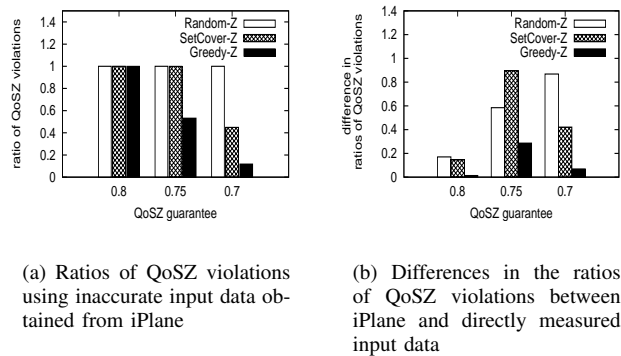 1.4
1.2
1
0.8
0.6
0.4
0.2
0
ratio of QoSZ violations
Random-Z
SetCover-Z
Greedy-Z
0.8 0.75 0.7
QoSZ guarantee
(a) Ratios of QoSZ violations
using inaccurate input data ob-
tained from iPlane
1.4
1.2
1
0.8
0.6
0.4
0.2
0
difference in
ratios of QoSZ violations
Random-Z
SetCover-Z
Greedy-Z
0.8 0.75 0.7
QoSZ guarantee
(b) Differences in the ratios
of QoSZ violations between
iPlane and directly measured
input data